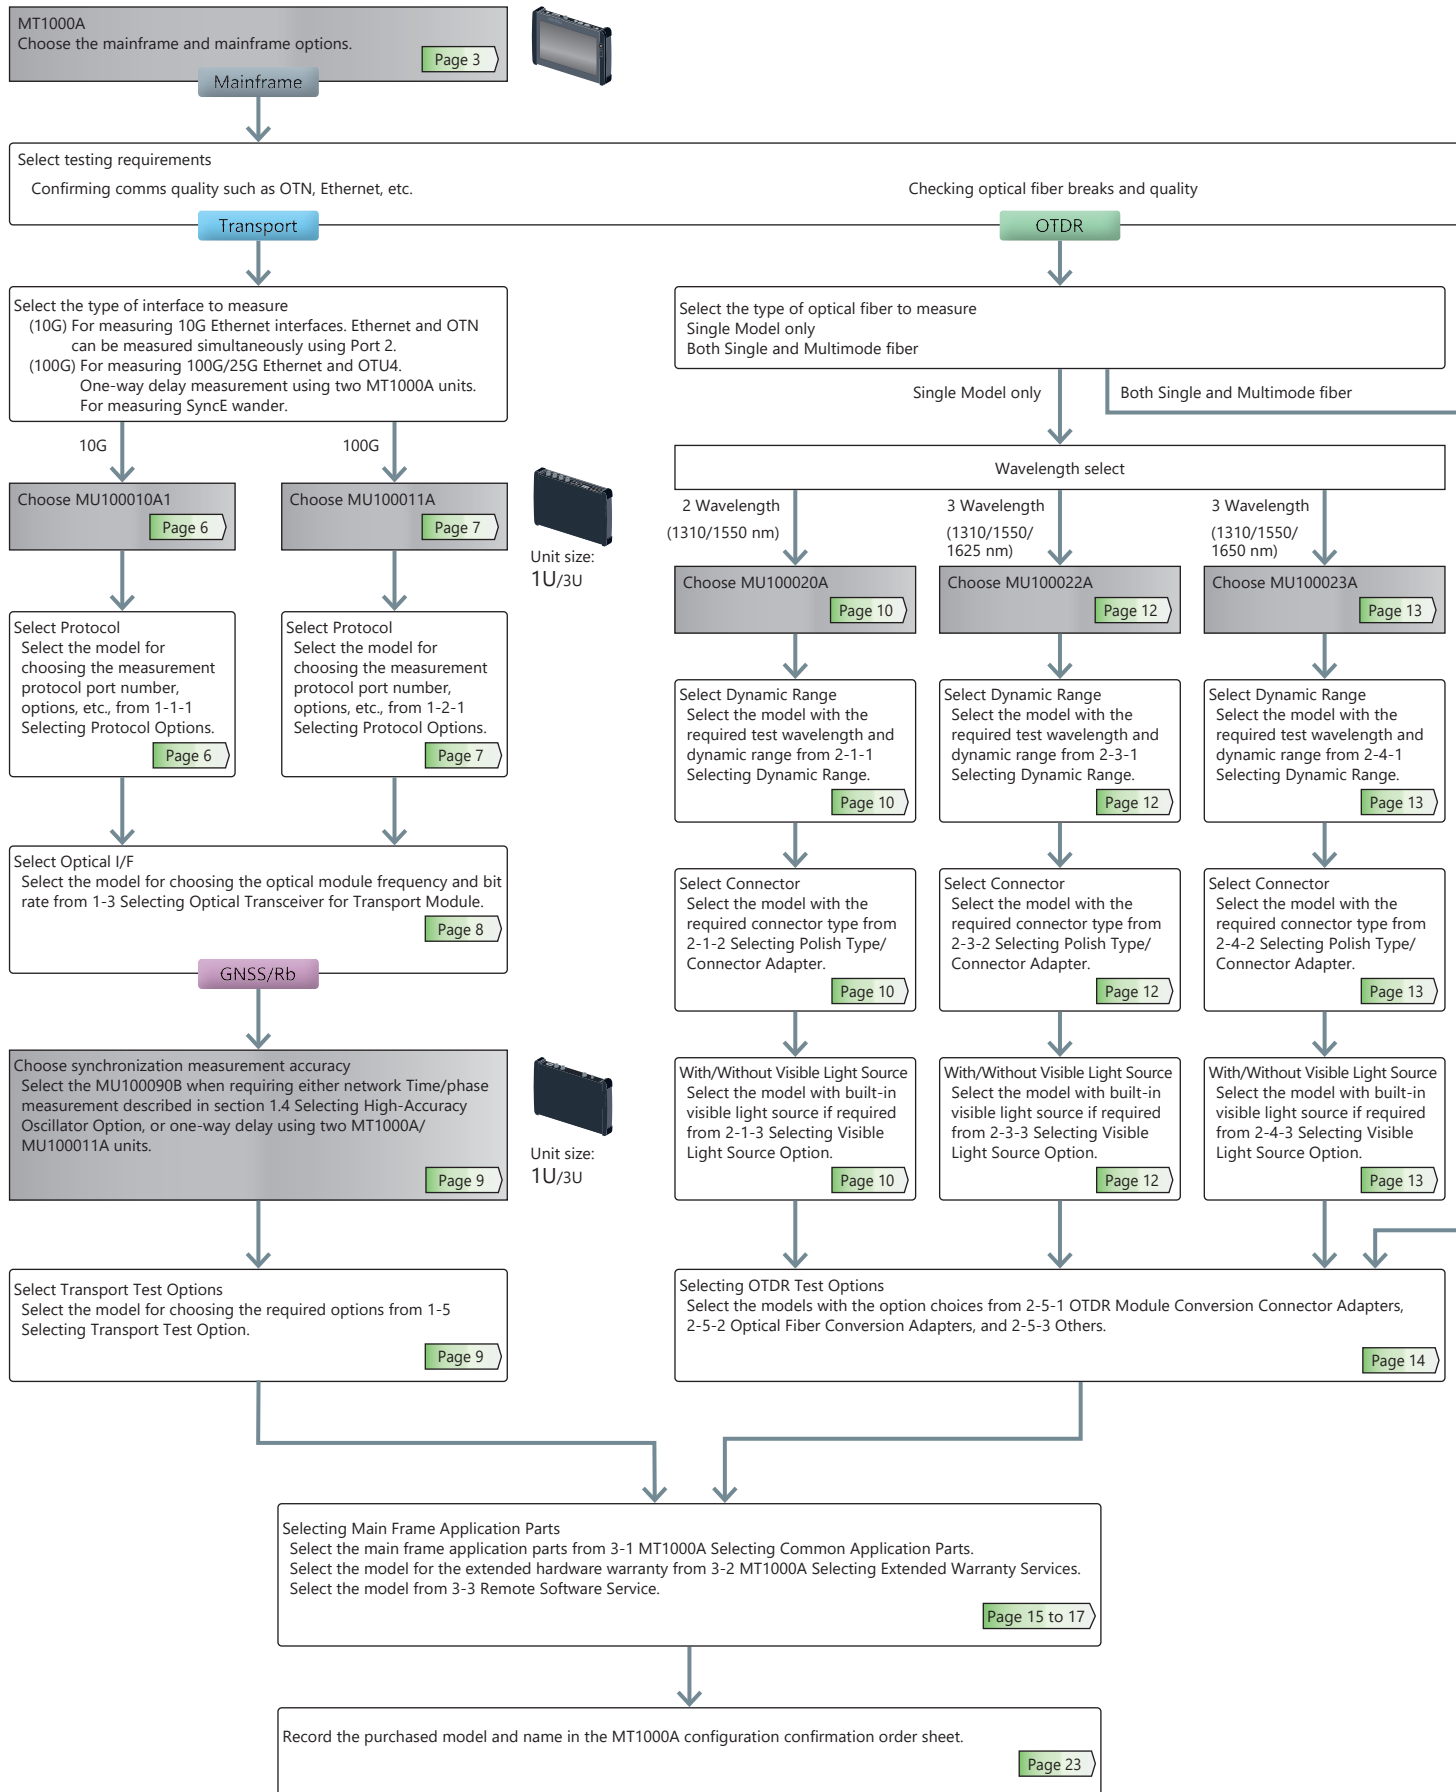 MT1000A
Choose the mainframe and mainframe options.
Page 3
Mainframe
Select testing requirements
Confirming comms quality such as OTN, Ethernet, etc.
Checking optical fiber breaks and quality
Transport
OTDR
Select the type of interface to measure
(10G) For measuring 10G Ethernet interfaces. Ethernet and OTN
can be measured simultaneously using Port 2.
(100G) For measuring 100G/25G Ethernet and OTU4.
One-way delay measurement using two MT1000A units.
For measuring SyncE wander.
10G
100G
Choose MU100010A1
Page 6
Choose MU100011A
Page 7
Unit size:
1U/3U
Select Protocol
Select the model for
choosing the measurement
protocol port number,
options, etc., from 1-1-1
Selecting Protocol Options.
Page 6
Select Protocol
Select the model for
choosing the measurement
protocol port number,
options, etc., from 1-2-1
Selecting Protocol Options.
Page 7
Select Optical I/F
Select the model for choosing the optical module frequency and bit
rate from 1-3 Selecting Optical Transceiver for Transport Module.
Page 8
GNSS/Rb
Choose synchronization measurement accuracy
Select the MU100090B when requiring either network Time/phase
measurement described in section 1.4 Selecting High-Accuracy
Oscillator Option, or one-way delay using two MT1000A/
MU100011A units.
Page 9
Unit size:
1U/3U
Select Transport Test Options
Select the model for choosing the required options from 1-5
Selecting Transport Test Option.
Page 9
Select the type of optical fiber to measure
Single Model only
Both Single and Multimode fiber
Single Model only
Both Single and Multimode fiber
Wavelength select
2 Wavelength
(1310/1550 nm)
3 Wavelength
(1310/1550/
1625 nm)
3 Wavelength
(1310/1550/
1650 nm)
Choose MU100020A
Page 10
Choose MU100022A
Page 12
Choose MU100023A
Page 13
Select Dynamic Range
Select the model with the
required test wavelength and
dynamic range from 2-1-1
Selecting Dynamic Range.
Page 10
Select Dynamic Range
Select the model with the
required test wavelength and
dynamic range from 2-3-1
Selecting Dynamic Range.
Page 12
Select Dynamic Range
Select the model with the
required test wavelength and
dynamic range from 2-4-1
Selecting Dynamic Range.
Page 13
Select Connector
Select the model with the
required connector type from
2-1-2 Selecting Polish Type/
Connector Adapter.
Page 10
Select Connector
Select the model with the
required connector type from
2-3-2 Selecting Polish Type/
Connector Adapter.
Page 12
Select Connector
Select the model with the
required connector type from
2-4-2 Selecting Polish Type/
Connector Adapter.
Page 13
With/Without Visible Light Source
Select the model with built-in
visible light source if required
from 2-1-3 Selecting Visible
Light Source Option.
Page 10
With/Without Visible Light Source
Select the model with built-in
visible light source if required
from 2-3-3 Selecting Visible
Light Source Option.
Page 12
With/Without Visible Light Source
Select the model with built-in
visible light source if required
from 2-4-3 Selecting Visible
Light Source Option.
Page 13
Selecting OTDR Test Options
Select the models with the option choices from 2-5-1 OTDR Module Conversion Connector Adapters,
2-5-2 Optical Fiber Conversion Adapters, and 2-5-3 Others.
Page 14
Selecting Main Frame Application Parts
Select the main frame application parts from 3-1 MT1000A Selecting Common Application Parts.
Select the model for the extended hardware warranty from 3-2 MT1000A Selecting Extended Warranty Services.
Select the model from 3-3 Remote Software Service.
Page 15 to 17
Record the purchased model and name in the MT1000A configuration confirmation order sheet.
Page 23